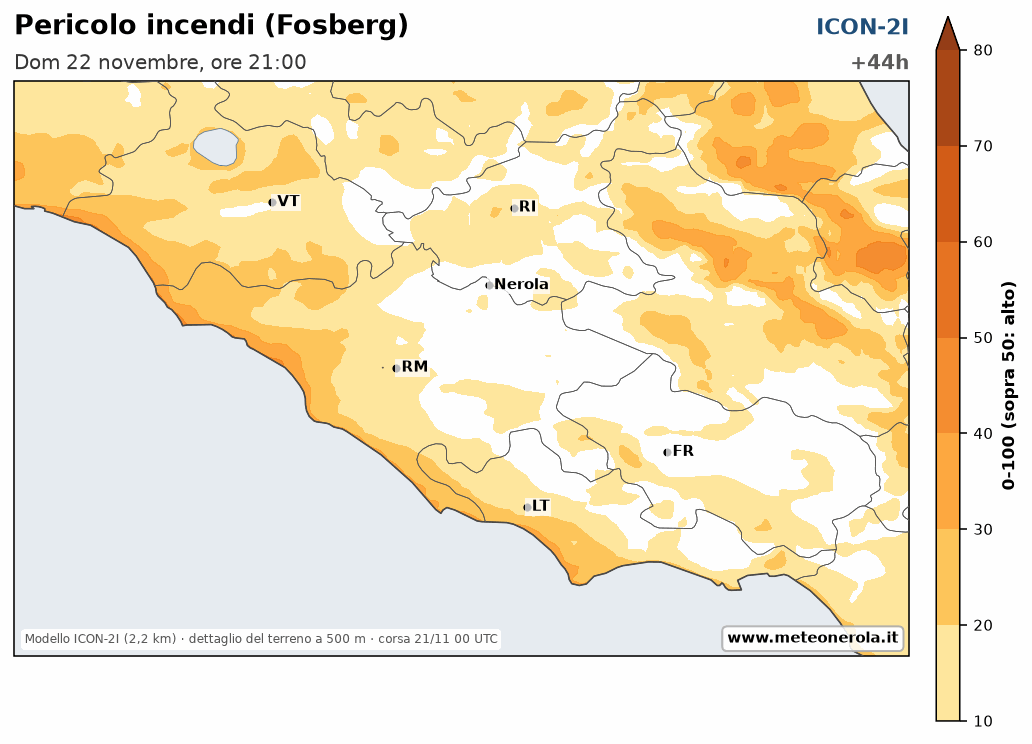 Pericolo incendi (Fosberg)
ICON-2I
Dom 22 novembre, ore 21:00
+44h
VT
RI
Nerola
RM
FR
LT
Modello ICON-2I (2,2 km) · dettaglio del terreno a 500 m · corsa 21/11 00 UTC
www.meteonerola.it
80
70
60
50
40
30
20
10
0-100 (sopra 50: alto)